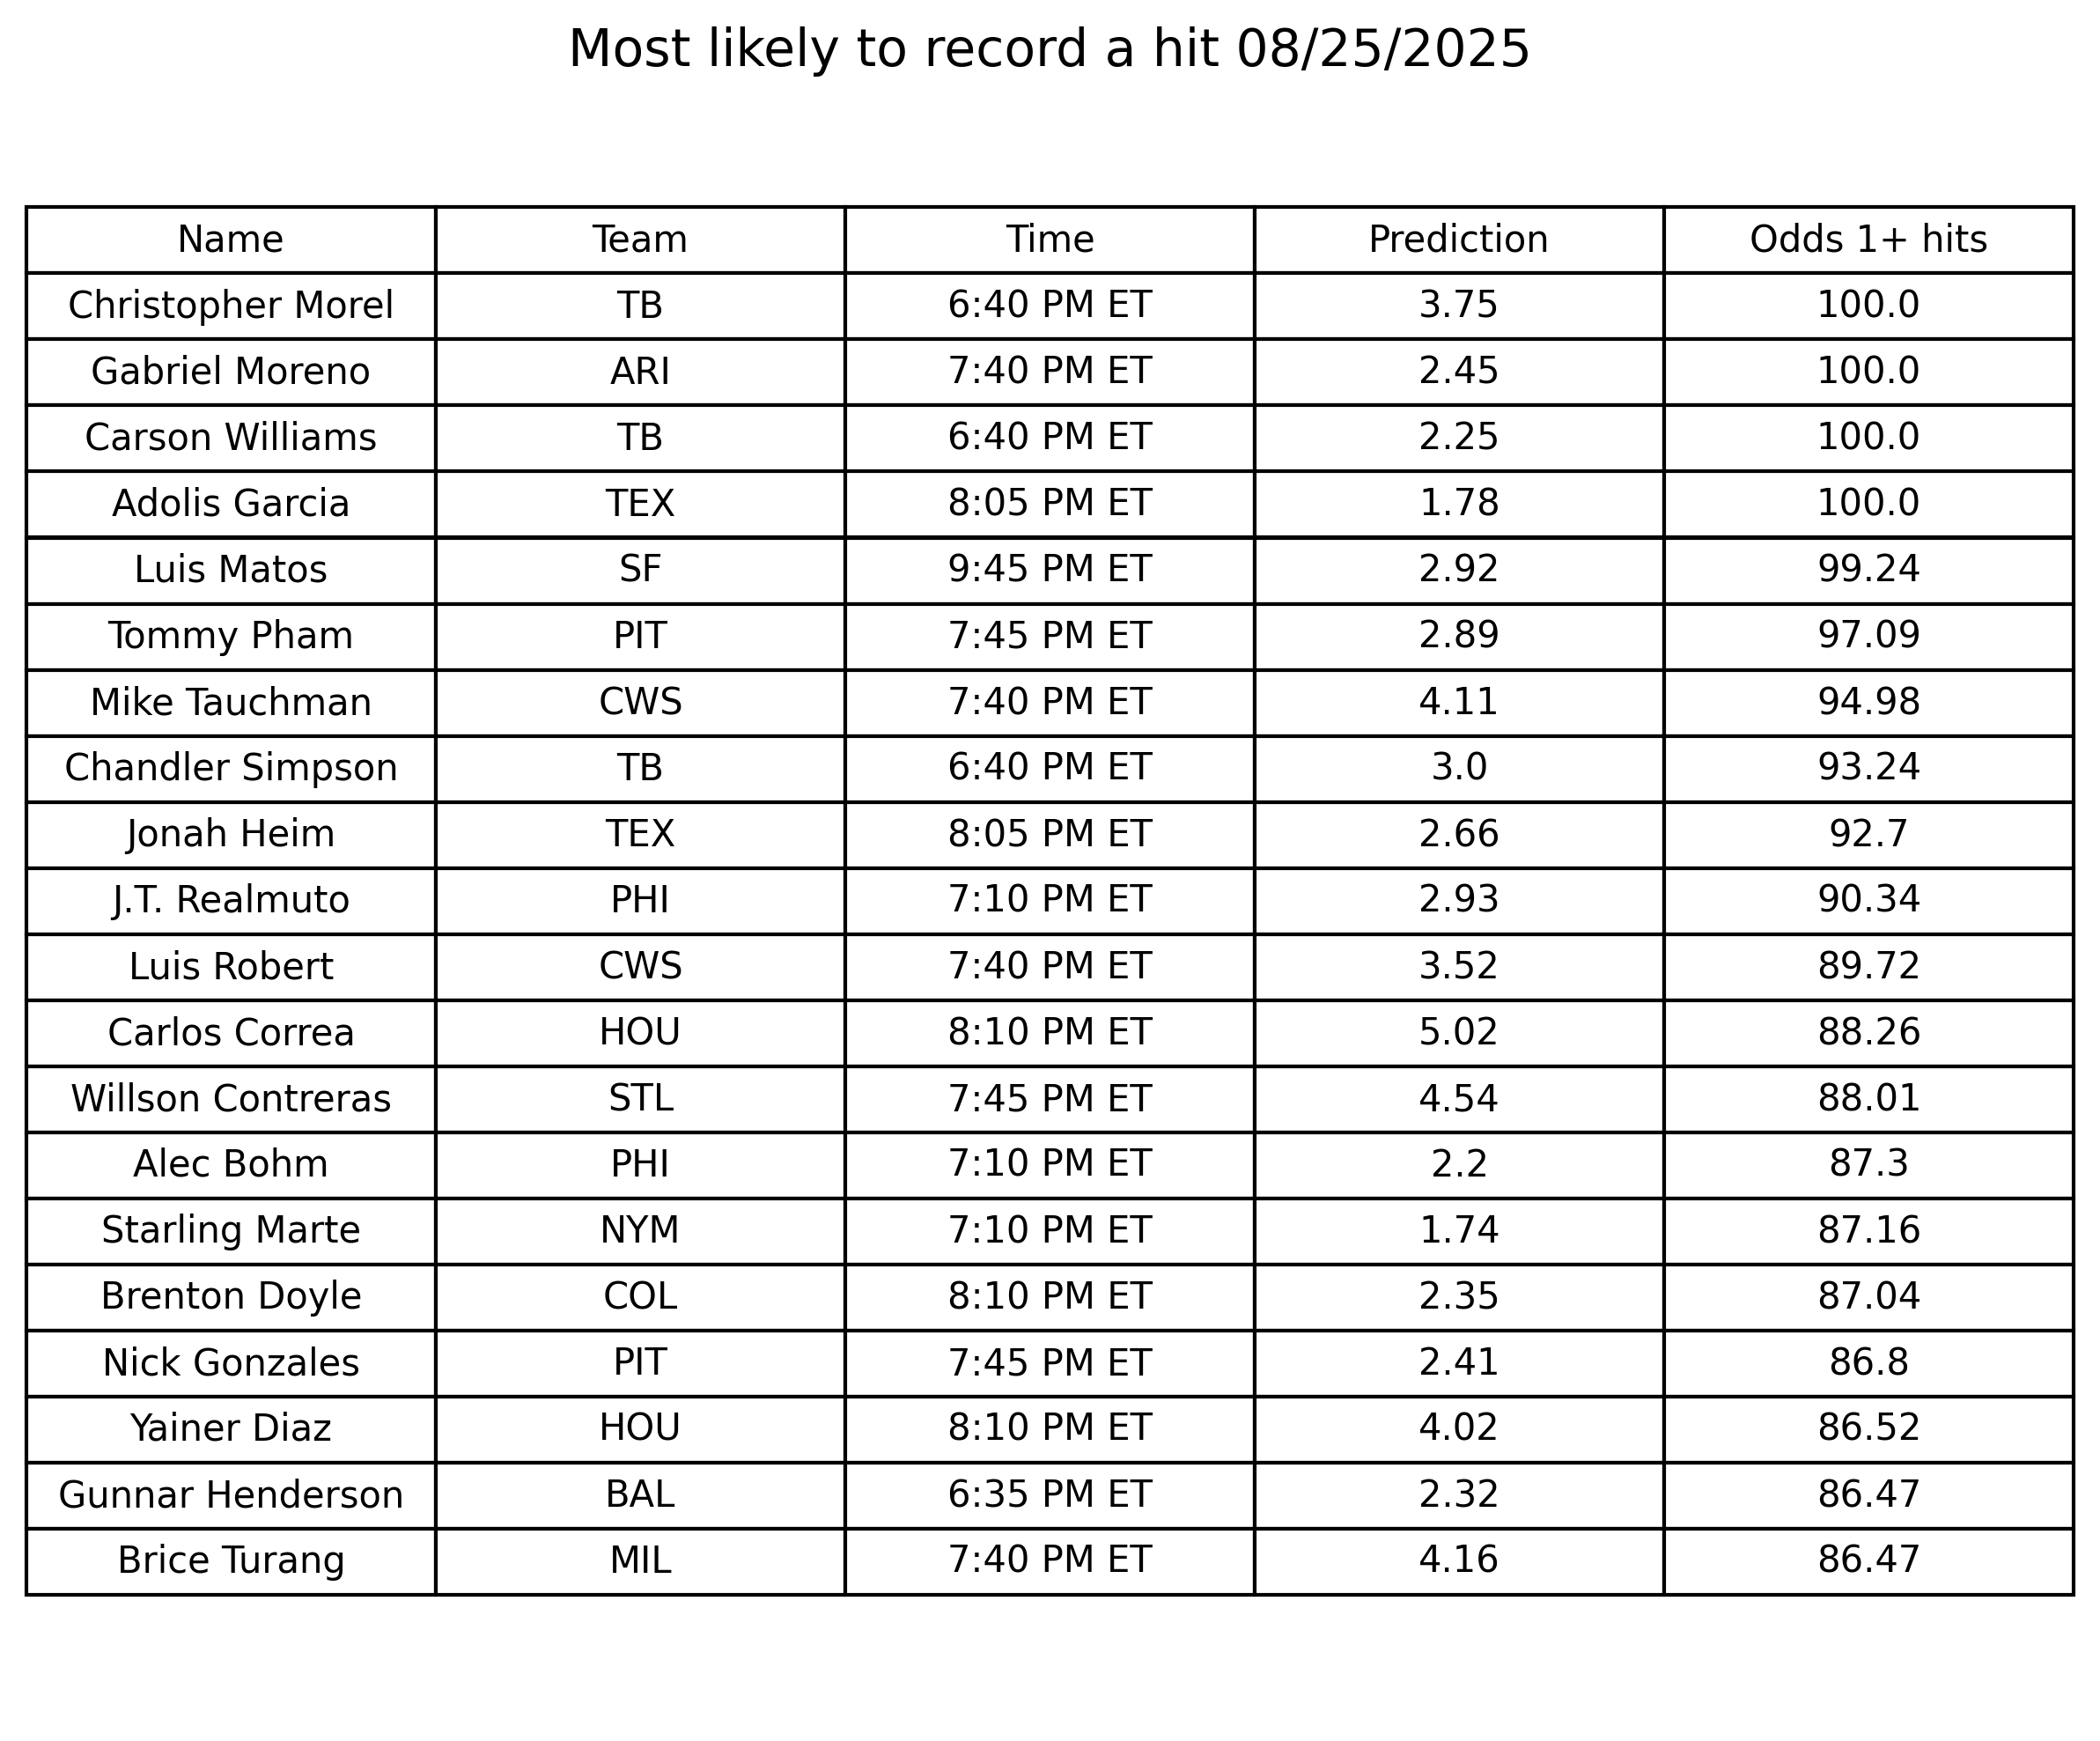 Most likely to record a hit 08/25/2025
Name Team Time Prediction Odds 1+ hits
Christopher Morel TB 6:40 PM ET 3.75 100.0
Gabriel Moreno ARI 7:40 PM ET 2.45 100.0
Carson Williams TB 6:40 PM ET 2.25 100.0
Adolis Garcia TEX 8:05 PM ET 1.78 100.0
Luis Matos SF 9:45 PM ET 2.92 99.24
Tommy Pham PIT 7:45 PM ET 2.89 97.09
Mike Tauchman CWS 7:40 PM ET 4.11 94.98
Chandler Simpson TB 6:40 PM ET 3.0 93.24
Jonah Heim TEX 8:05 PM ET 2.66 92.7
J.T. Realmuto PHI 7:10 PM ET 2.93 90.34
Luis Robert CWS 7:40 PM ET 3.52 89.72
Carlos Correa HOU 8:10 PM ET 5.02 88.26
Willson Contreras STL 7:45 PM ET 4.54 88.01
Alec Bohm PHI 7:10 PM ET 2.2 87.3
Starling Marte NYM 7:10 PM ET 1.74 87.16
Brenton Doyle COL 8:10 PM ET 2.35 87.04
Nick Gonzales PIT 7:45 PM ET 2.41 86.8
Yainer Diaz HOU 8:10 PM ET 4.02 86.52
Gunnar Henderson BAL 6:35 PM ET 2.32 86.47
Brice Turang MIL 7:40 PM ET 4.16 86.47